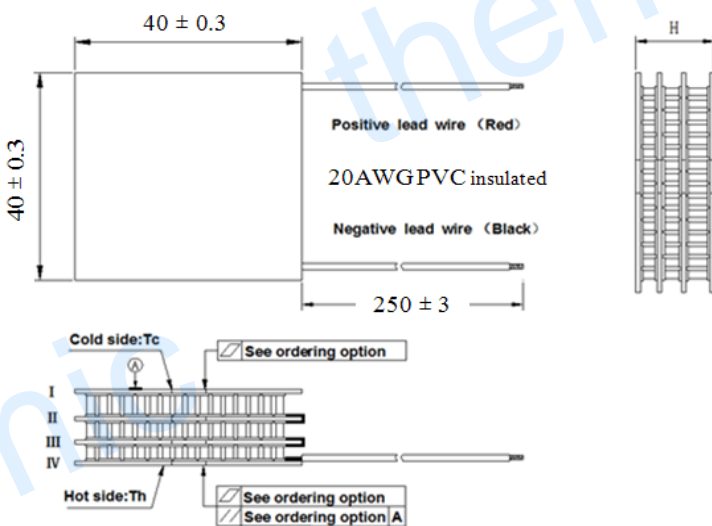 40 ± 0.3
H
40 ± 0.3
Positive lead wire (Red)
20AWGPVC insulated
Negative lead wire (Black)
250 ± 3
Cold side:Tc
See ordering option
A
I
II
III
IV
Hot side:Th
See ordering option
// See ordering option A